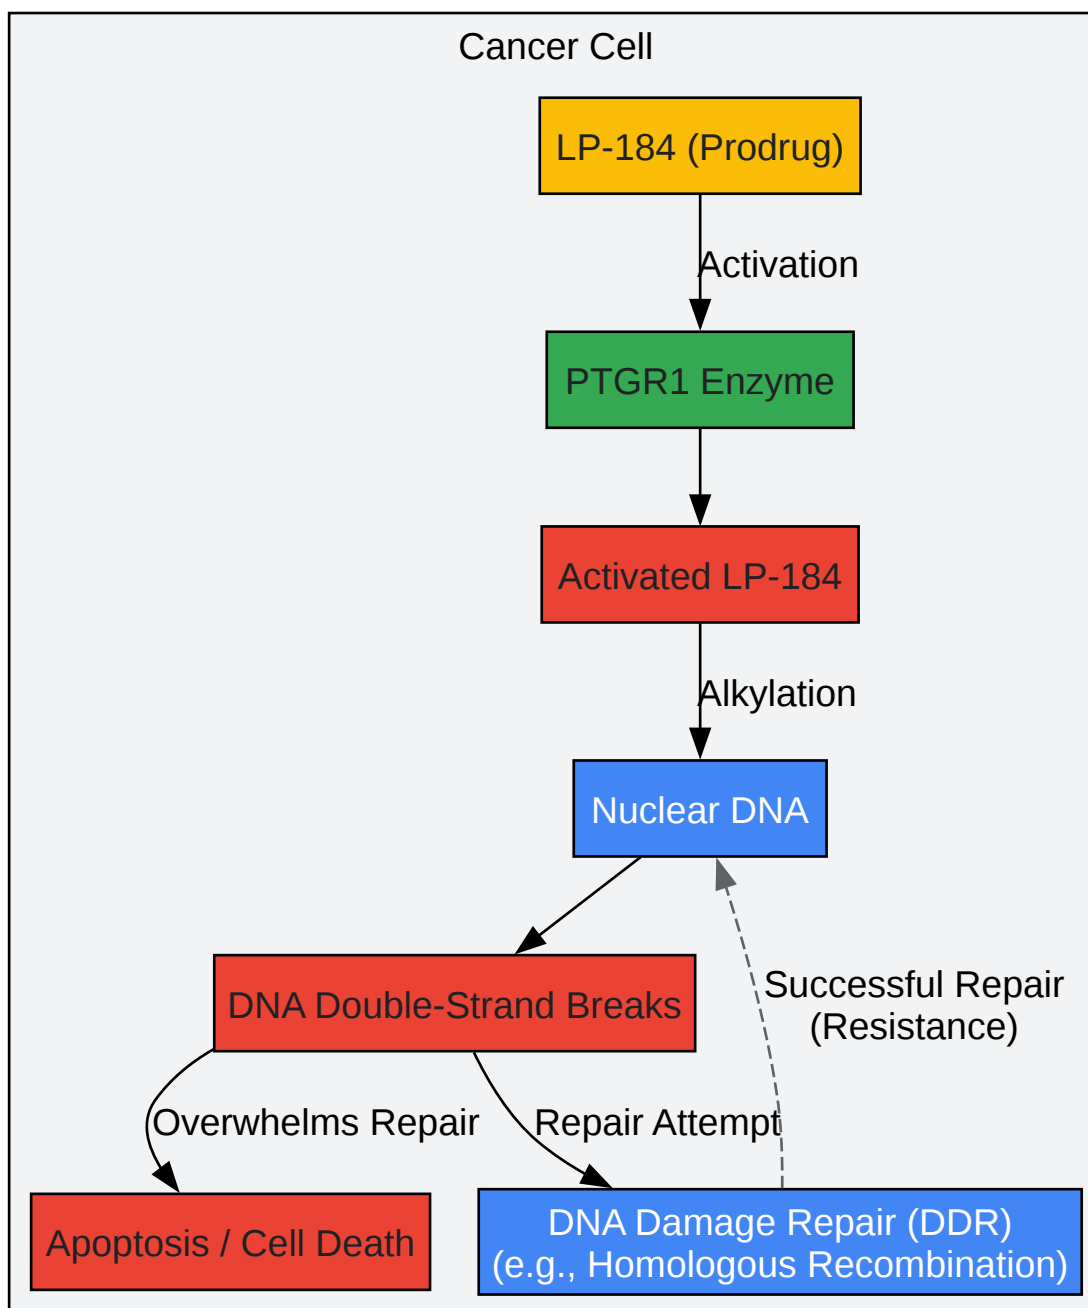 Cancer Cell
LP-184 (Prodrug)
Activation
PTGR1 Enzyme
Activated LP-184
Alkylation
Nuclear DNA
DNA Double-Strand Breaks
Successful Repair
(Resistance)
Overwhelms Repair
Repair Attempt
Apoptosis / Cell Death
DNA Damage Repair (DDR)
(e.g., Homologous Recombination)